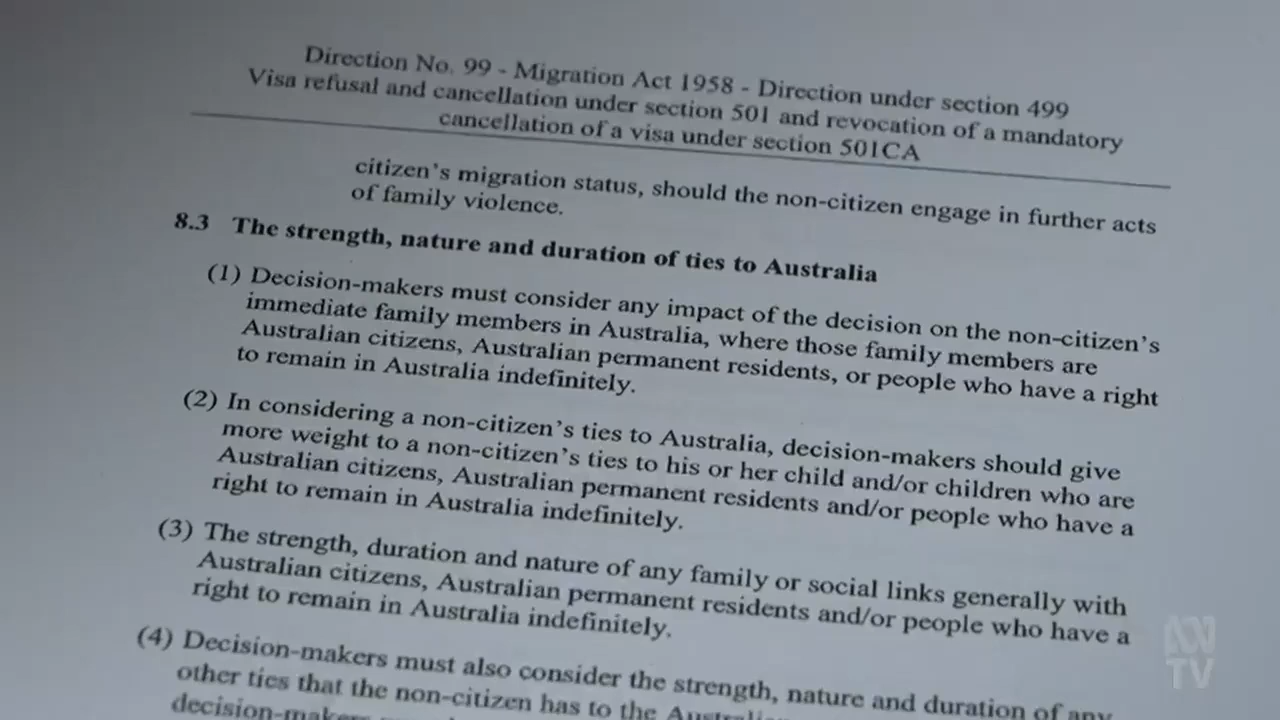 Direction No. 99 - Migration Act 1958 - Direction under section 499
Visa refusal and cancellation under section 501 and revocation of a mandatory
cancellation of a visa under section 501CA
citizen's migration status, should the non-citizen engage in further acts
of family violence.
8.3 The strength, nature and duration of ties to Australia
(1) Decision-makers must consider any impact of the decision on the non-citizen's
immediate family members in Australia, where those family members are
Australian citizens, Australian permanent residents, or people who have a right
to remain in Australia indefinitely.
(2) In considering a non-citizen's ties to Australia, decision-makers should give
more weight to a non-citizen's ties to his or her child and/or children who are
Australian citizens, Australian permanent residents and/or people who have a
right to remain in Australia indefinitely.
(3) The strength, duration and nature of any family or social links generally with
Australian citizens, Australian permanent residents and/or people who have a
right to remain in Australia indefinitely.
(4) Decision-makers must also consider the strength, nature and duration of any
other ties that the non-citizen has to the
decision-makers
TV